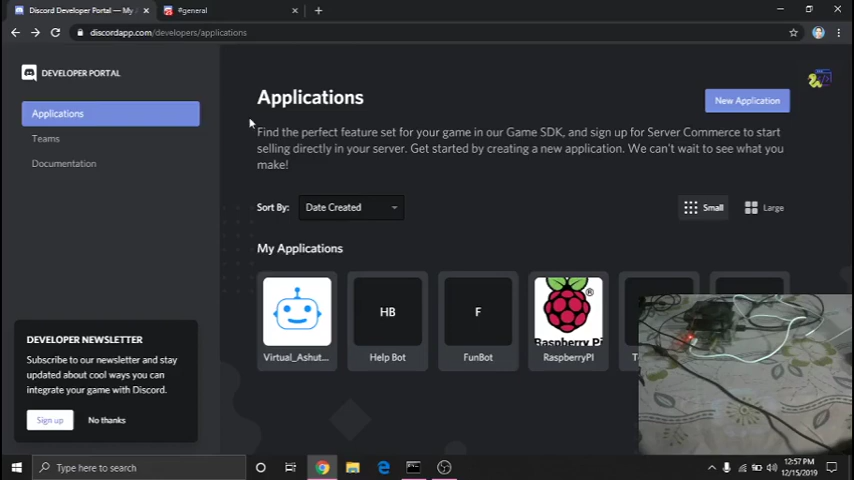 Discord Developer Portal — My A
#general
discordapp.com/developers/applications
DEVELOPER PORTAL
Applications
Teams
Documentation
Applications
New Application
Find the perfect feature set for your game in our Game SDK, and sign up for Server Commerce to start
selling directly in your server. Get started by creating a new application. We can't wait to see what you
make!
Sort By:
Date Created
Small
Large
My Applications
HB
F
Virtual_Ashut...
Help Bot
FunBot
Raspberry Pi
RaspberryPI
DEVELOPER NEWSLETTER
Subscribe to our newsletter and stay
updated about cool ways you can
integrate your game with Discord.
Sign up
No thanks
Type here to search
12:57 PM
12/15/2019